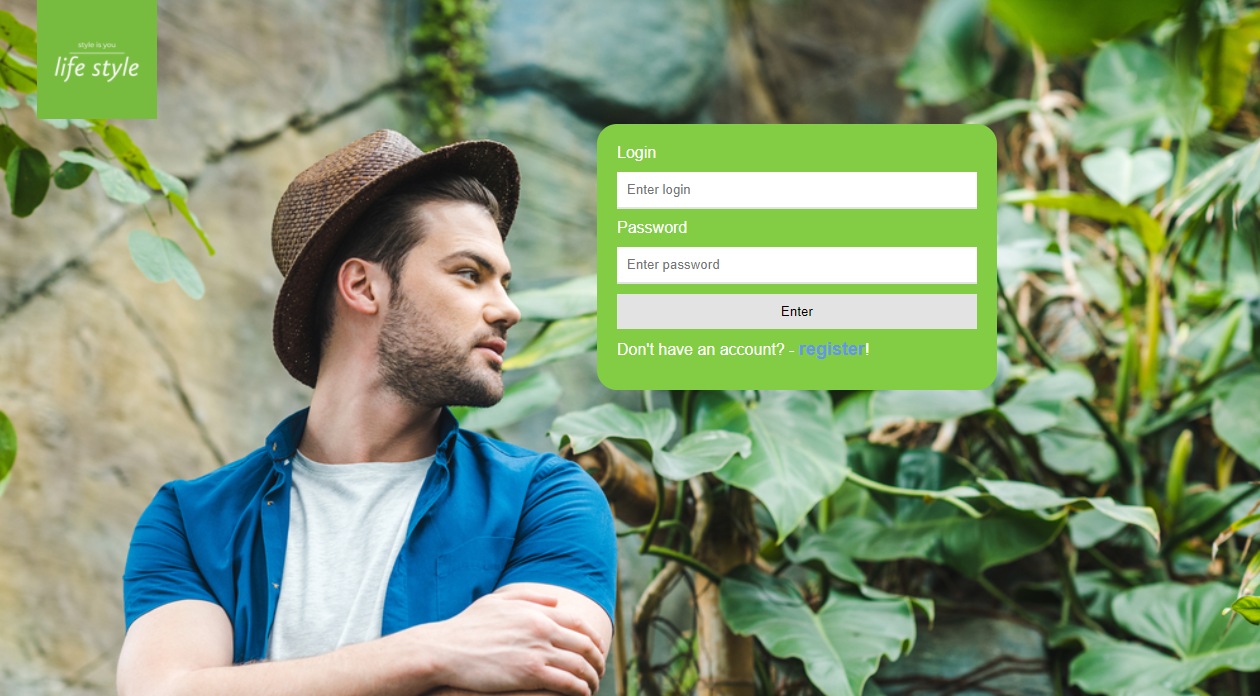 style is you
life style
Login
Enter login
Password
Enter password
Enter
Don't have an account? - register!